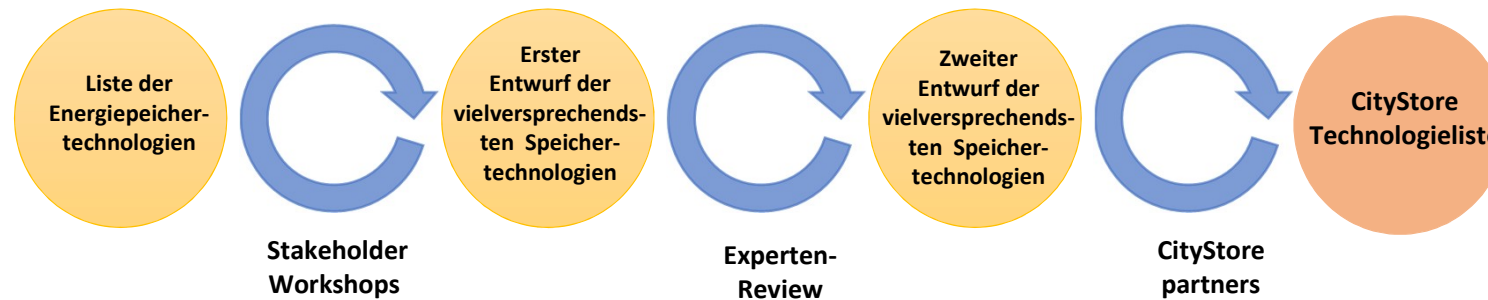 Liste der
Energiepeicher-
technologien
Stakeholder
Workshops
Erster
Entwurf der
vielversprechends-
ten Speicher-
technologien
Experten-
Review
Zweiter
Entwurf der
vielversprechends-
ten Speicher-
technologien
CityStore
partners
CityStore
Technologieliste